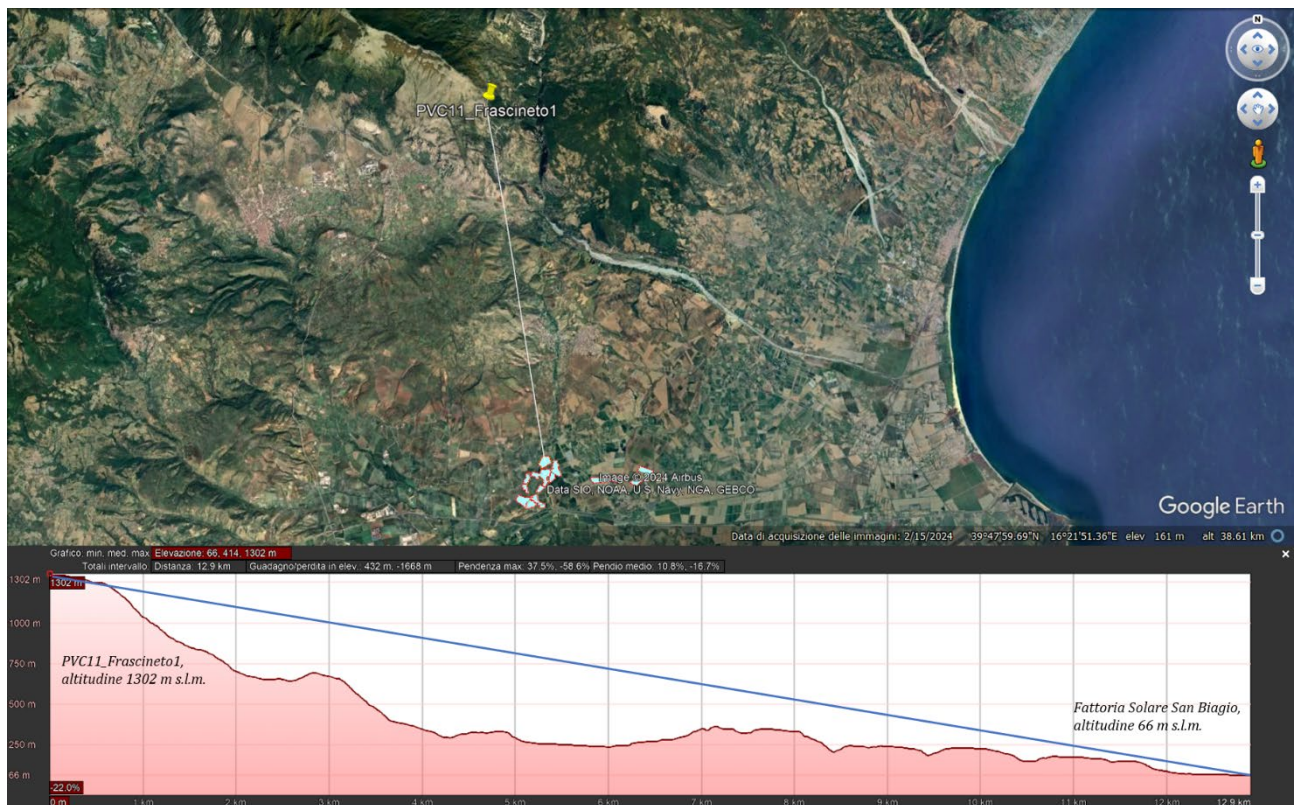 N
PVC11_Frascineto1
Image © 2024 Airbus
Data SIO, NOAA, U.S. Navy, NGA, GEBCO
Google Earth
Data di acquisizione delle immagini: 2/15/2024 39°47'59.69"N 16°21'51.36"E elev 161 m alt 38.61 km
Grafico: min, med, max Elevazione: 66, 414, 1302 m
Totali intervallo: Distanza: 12.9 km Guadagno/perdita in elev.: 432 m, -1668 m Pendenza max: 37.5%, -58.6% Pendio medio: 10.8%, -16.7%
1302 m
1302 m
1000 m
750 m
500 m
250 m
66 m
PVC11_Frascineto1,
altitudine 1302 m s.l.m.
Fattoria Solare San Biagio,
altitudine 66 m s.l.m.
-22.0%
0 m 1 km 2 km 3 km 4 km 5 km 6 km 7 km 8 km 9 km 10 km 11 km 12.9 km